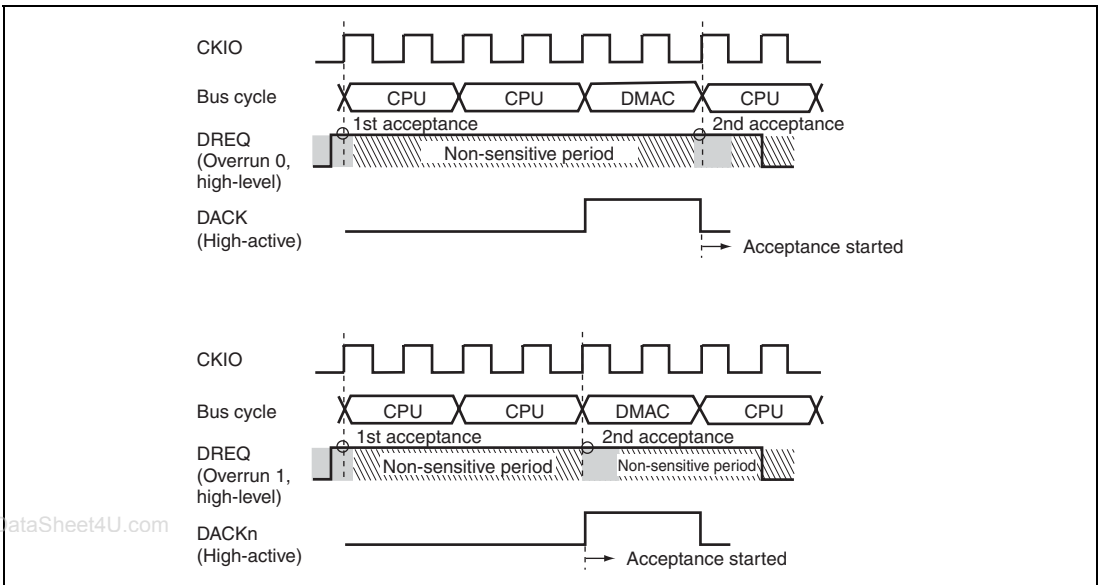 CKIO
Bus cycle
CPU CPU DMAC CPU
1st acceptance 2nd acceptance
DREQ
(Overrun 0,
high-level)
Non-sensitive period
DACK
(High-active)
Acceptance started
CKIO
Bus cycle
CPU CPU DMAC CPU
1st acceptance 2nd acceptance
DREQ
(Overrun 1,
high-level)
Non-sensitive period Non-sensitive period
DACKn
(High-active)
Acceptance started
ataSheet4U.com